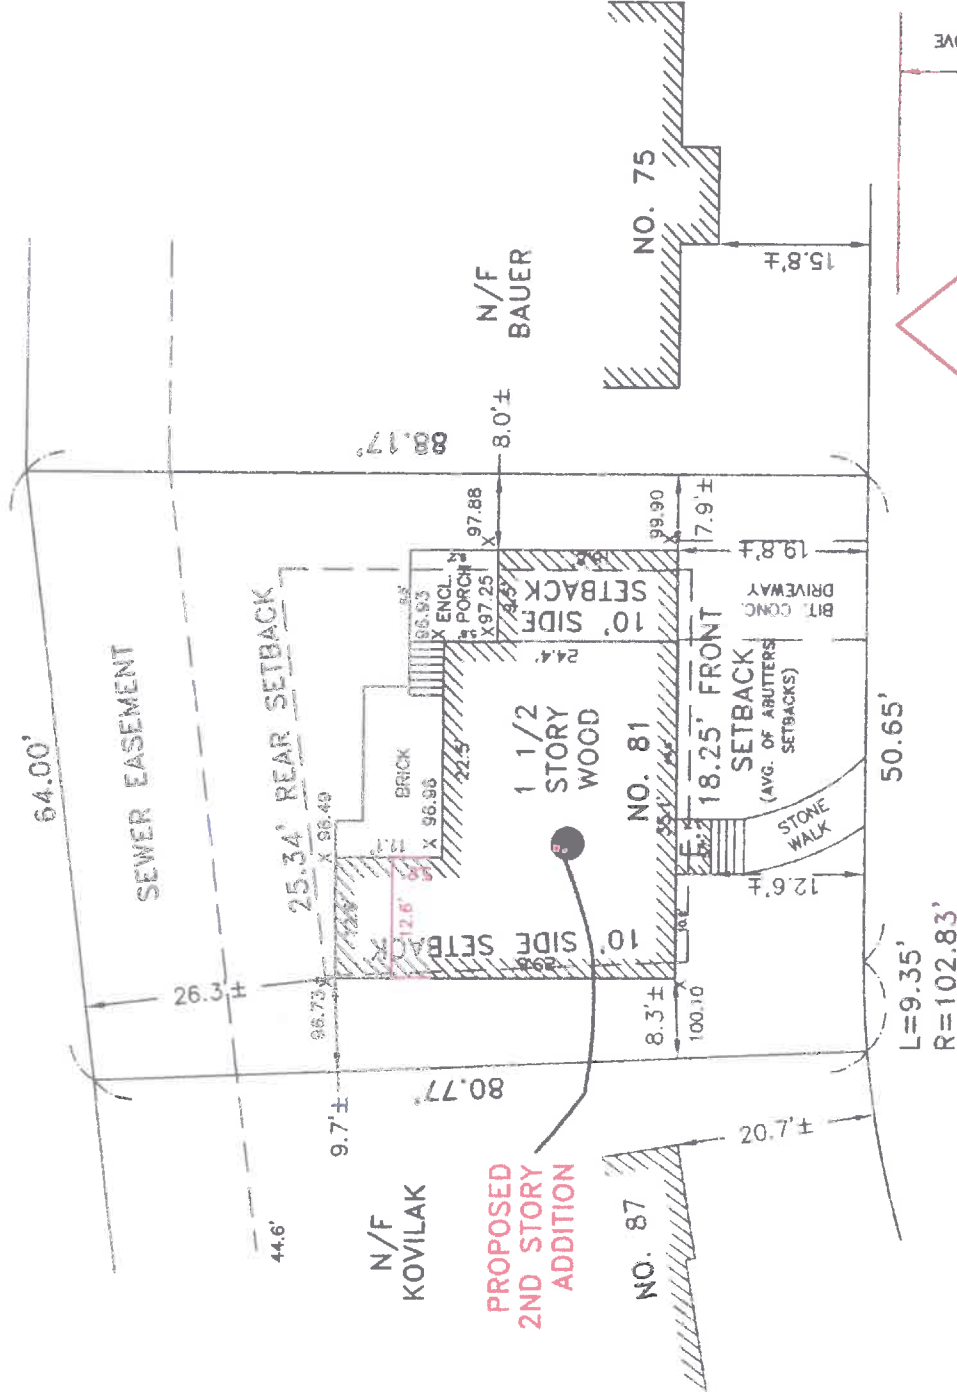 64.00'
SEWER EASEMENT
25.34' REAR SETBACK
26.3'±
44.6'
88.17'
80.77'
N/F
BAUER
NO. 75
15.8'±
8.0'±
97.88
99.90
7.9'±
19.8'±
96.93
ENCL.
PORCH
97.25
9.5'
10' SIDE
SETBACK
24.4'
BRICK
96.96
22.5'
96.49
96.73
9.7'±
12.6'
10' SIDE SETBACK
1 1/2
STORY
WOOD
NO. 81
18.25' FRONT
SETBACK
(AVG. OF ABUTTERS
SETBACKS)
BIT. CONC.
DRIVEWAY
STONE
WALK
12.6'±
8.3'±
100.10
50.65'
L=9.35'
R=102.83'
20.7'±
NO. 87
N/F
KOVILAK
PROPOSED
2ND STORY
ADDITION